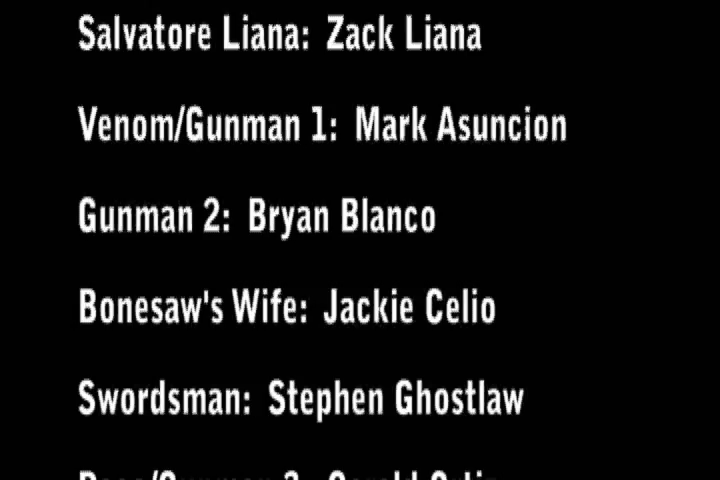 Salvatore Liana: Zack Liana
Venom/Gunman 1: Mark Asuncion
Gunman 2: Bryan Blanco
Bonesaw's Wife: Jackie Celio
Swordsman: Stephen Ghostlaw